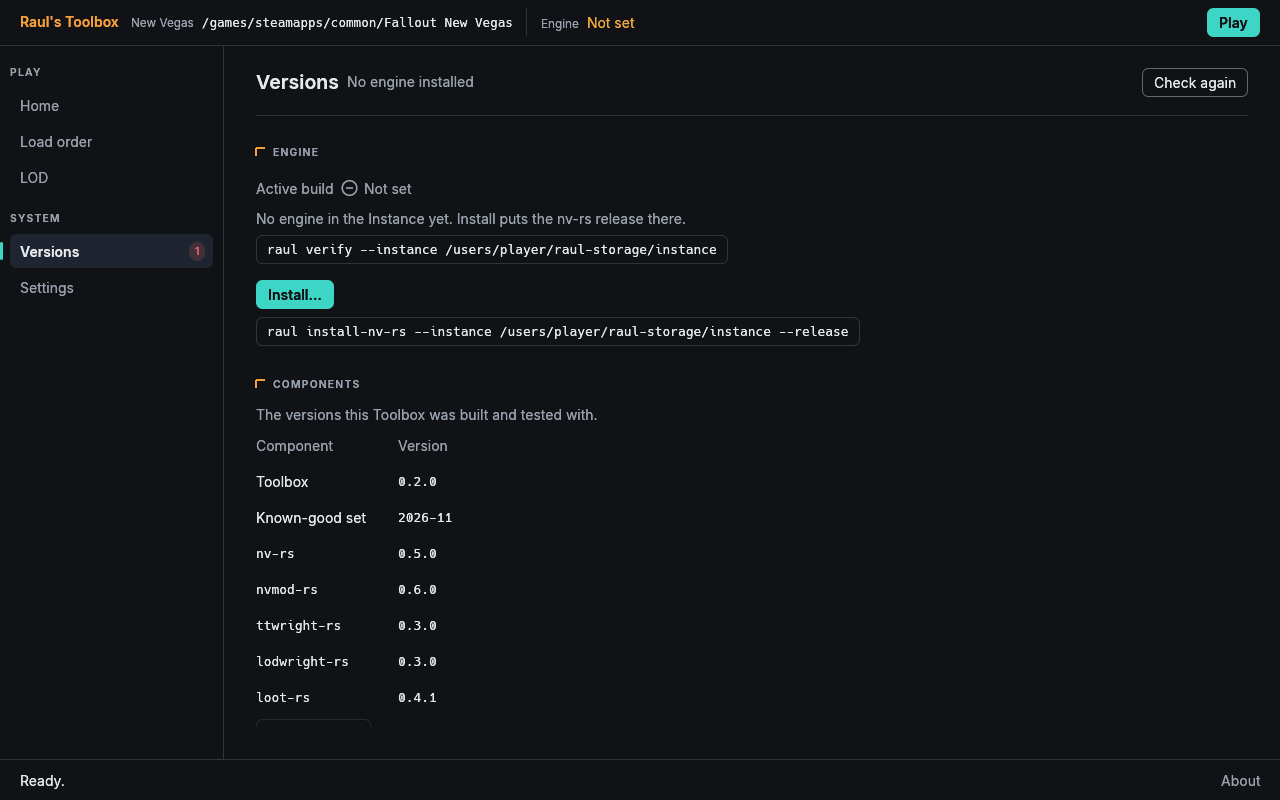 Raul's Toolbox New Vegas /games/steamapps/common/Fallout New Vegas Engine Not set Play
PLAY
Home
Load order
LOD
SYSTEM
Versions 1
Settings
Versions No engine installed Check again
ENGINE
Active build Not set
No engine in the Instance yet. Install puts the nv-rs release there.
raul verify --instance /users/player/raul-storage/instance
Install...
raul install-nv-rs --instance /users/player/raul-storage/instance --release
COMPONENTS
The versions this Toolbox was built and tested with.
Component Version
Toolbox 0.2.0
Known-good set 2026-11
nv-rs 0.5.0
nvmod-rs 0.6.0
ttwright-rs 0.3.0
lodwright-rs 0.3.0
loot-rs 0.4.1
Ready. About